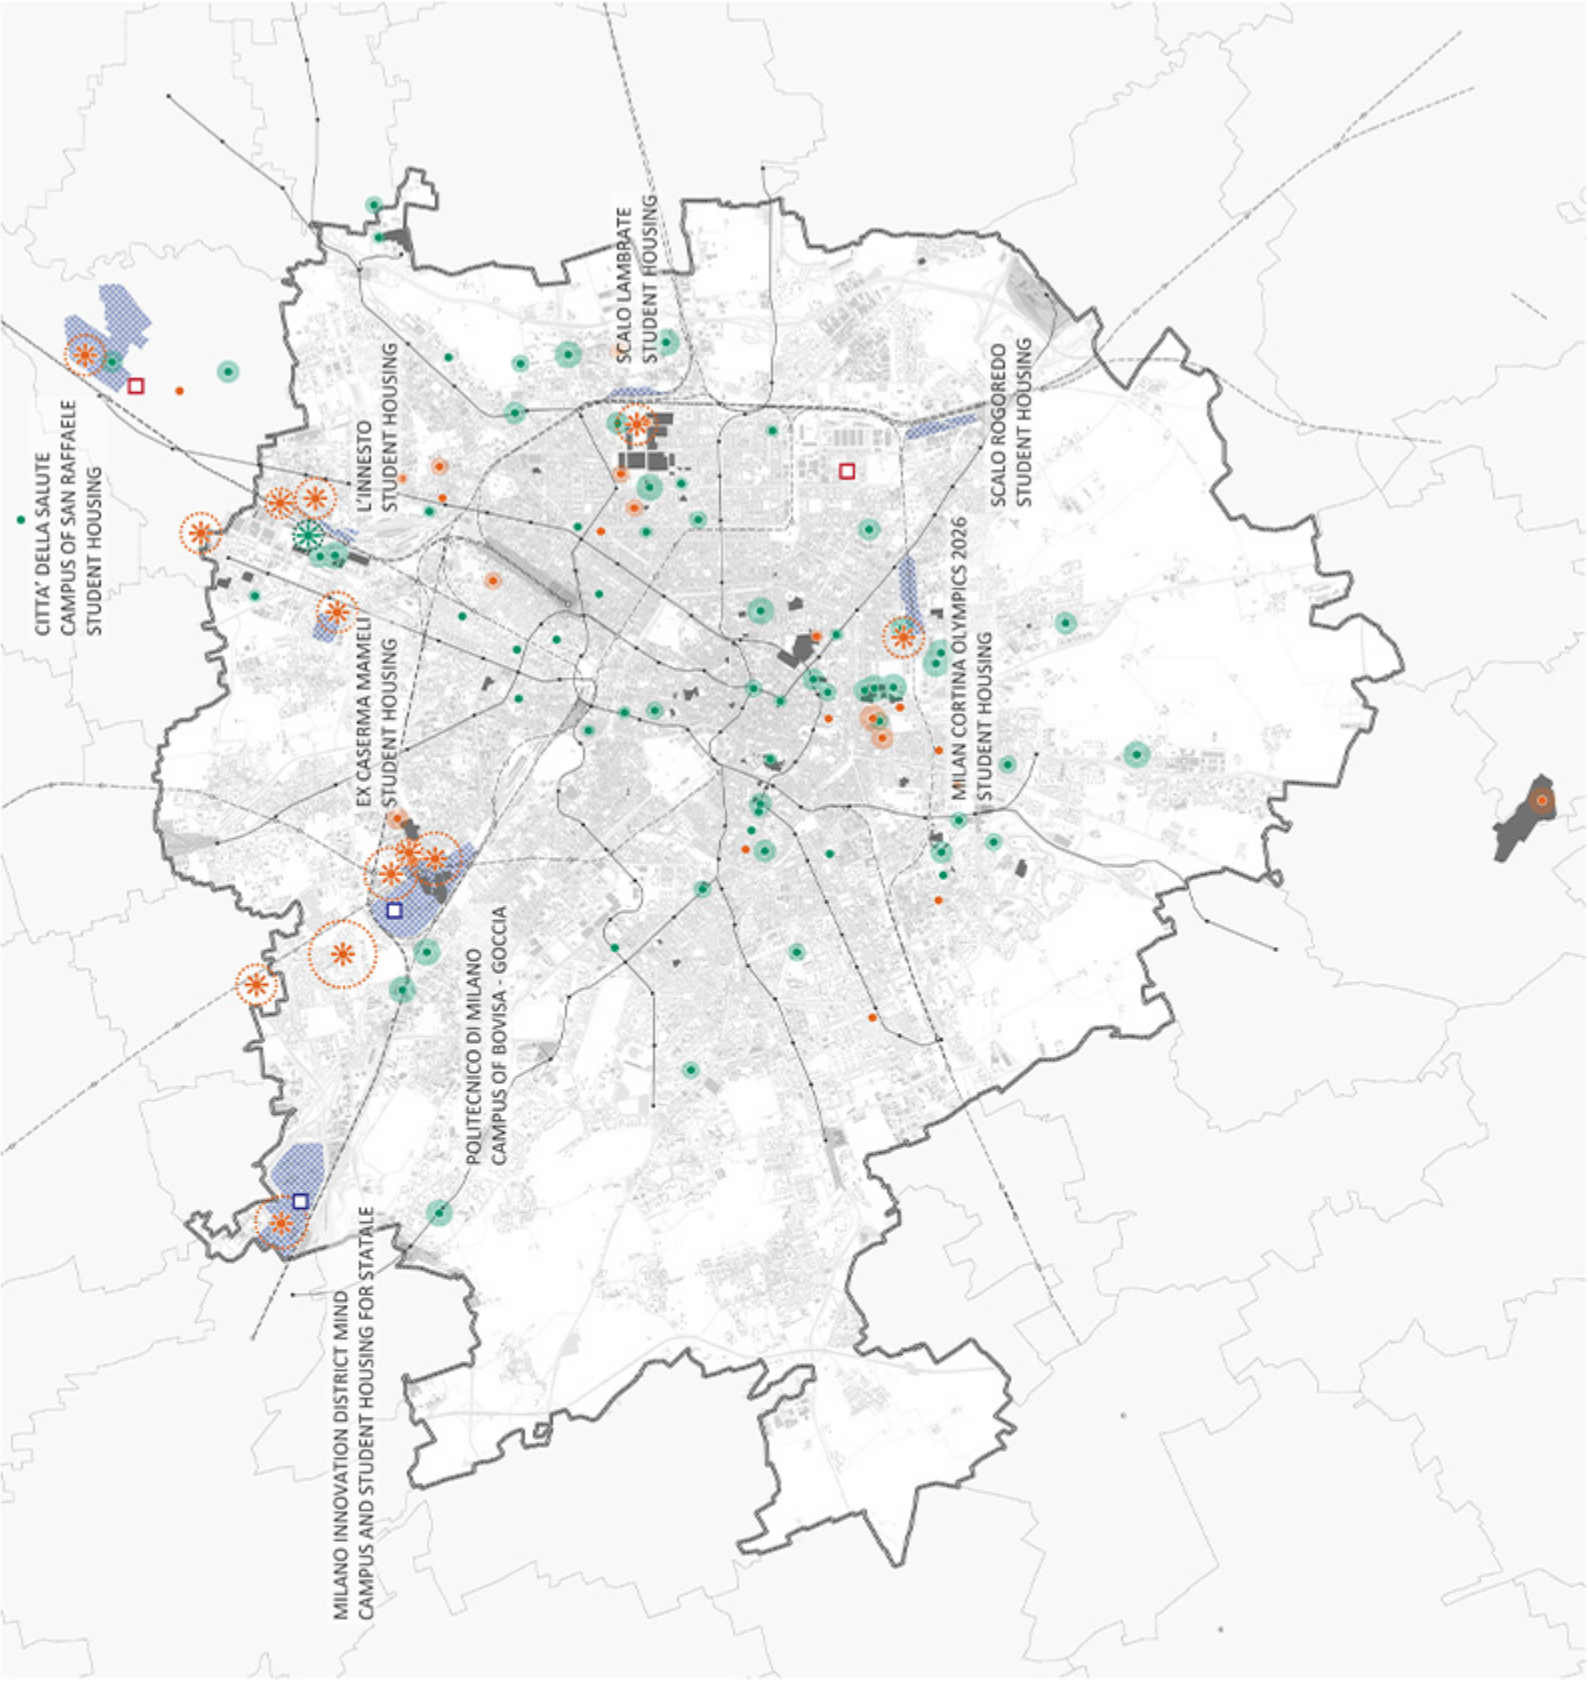 CITTA' DELLA SALUTE
CAMPUS OF SAN RAFFAELE
STUDENT HOUSING
L'INNESTO
STUDENT HOUSING
SCALO LAMBRATE
STUDENT HOUSING
SCALO ROGOREDO
STUDENT HOUSING
EX CASERMA MAMELI
STUDENT HOUSING
MILAN CORTINA OLYMPICS 2026
STUDENT HOUSING
POLITECNICO DI MILANO
CAMPUS OF BOVISA - GOCCIA
MILANO INNOVATION DISTRICT MIND
CAMPUS AND STUDENT HOUSING FOR STATALE